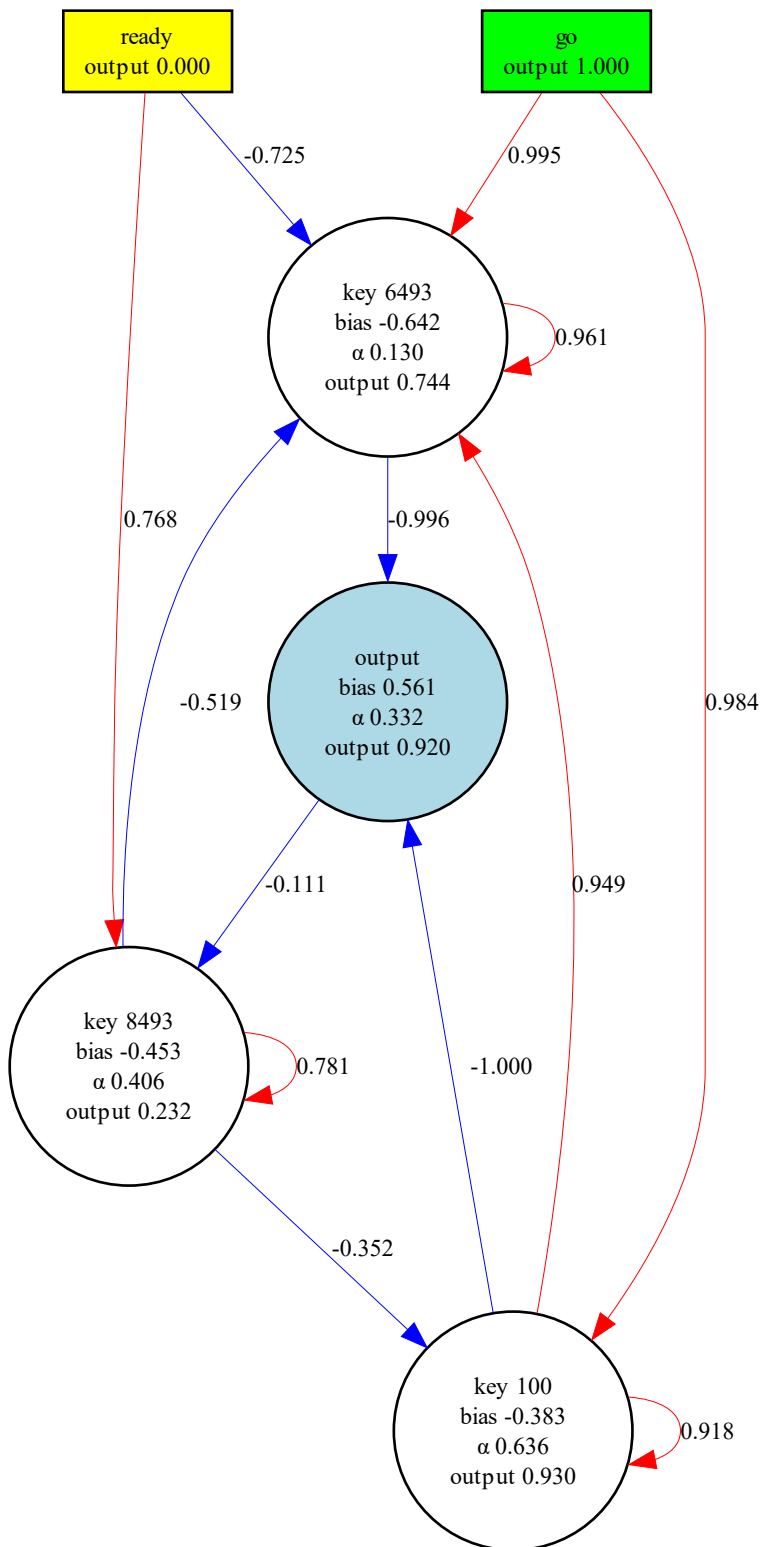 ready
output 0.000
go
output 1.000
-0.725
0.995
key 6493
bias -0.642
α 0.130
output 0.744
0.961
0.768
-0.996
-0.519
output
bias 0.561
α 0.332
output 0.920
0.984
-0.111
0.949
key 8493
bias -0.453
α 0.406
output 0.232
0.781
-1.000
-0.352
key 100
bias -0.383
α 0.636
output 0.930
0.918